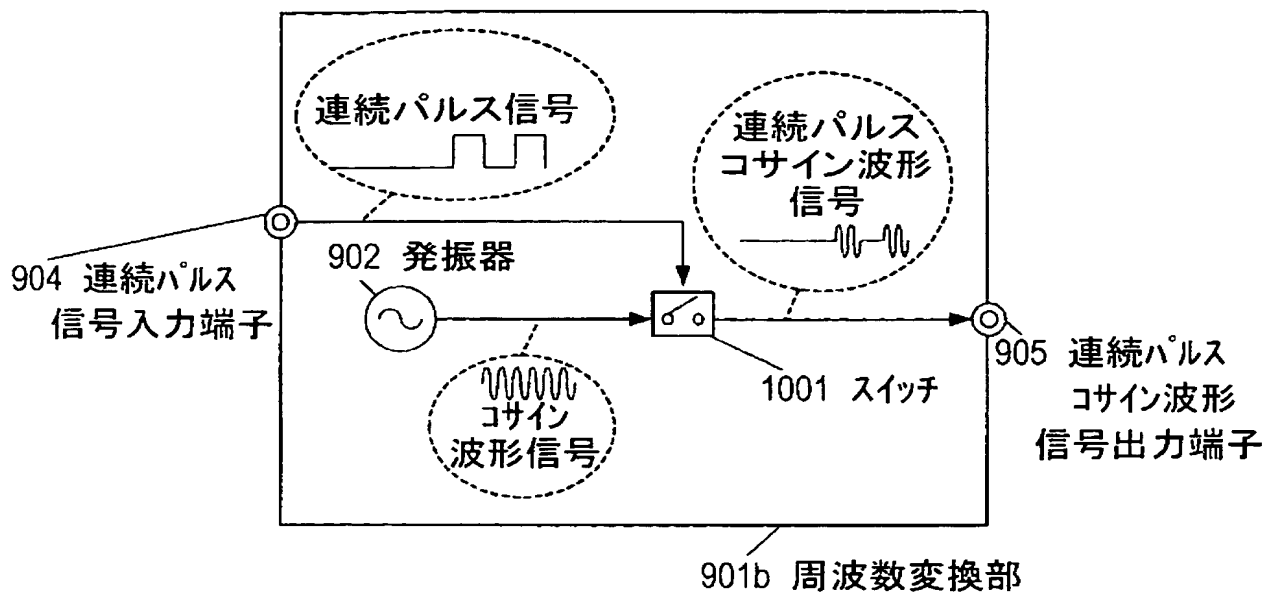 連続パルス信号
連続パルス
コサイン波形
信号
904 連続パルス
信号入力端子
902 発振器
コサイン
波形信号
1001 スイッチ
905 連続パルス
コサイン波形
信号出力端子
901b 周波数変換部